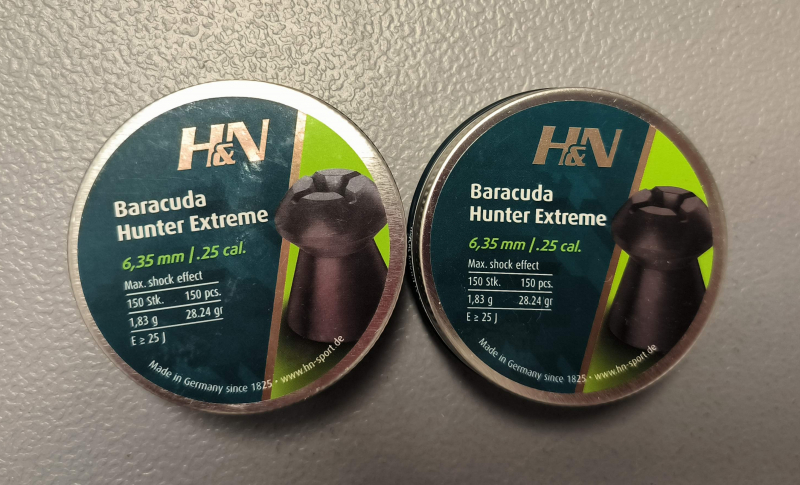 H&N
Baracuda
Hunter Extreme
6,35 mm | .25 cal.
Max. shock effect
150 Stk. 150 pcs.
1,83 g 28.24 gr
E ≥ 25 J
Made in Germany since 1825 • www.hn-sport.de
H&N
Baracuda
Hunter Extreme
6,35 mm | .25 cal.
Max. shock effect
150 Stk. 150 pcs.
1,83 g 28.24 gr
E ≥ 25 J
Made in Germany since 1825 • www.hn-sport.de